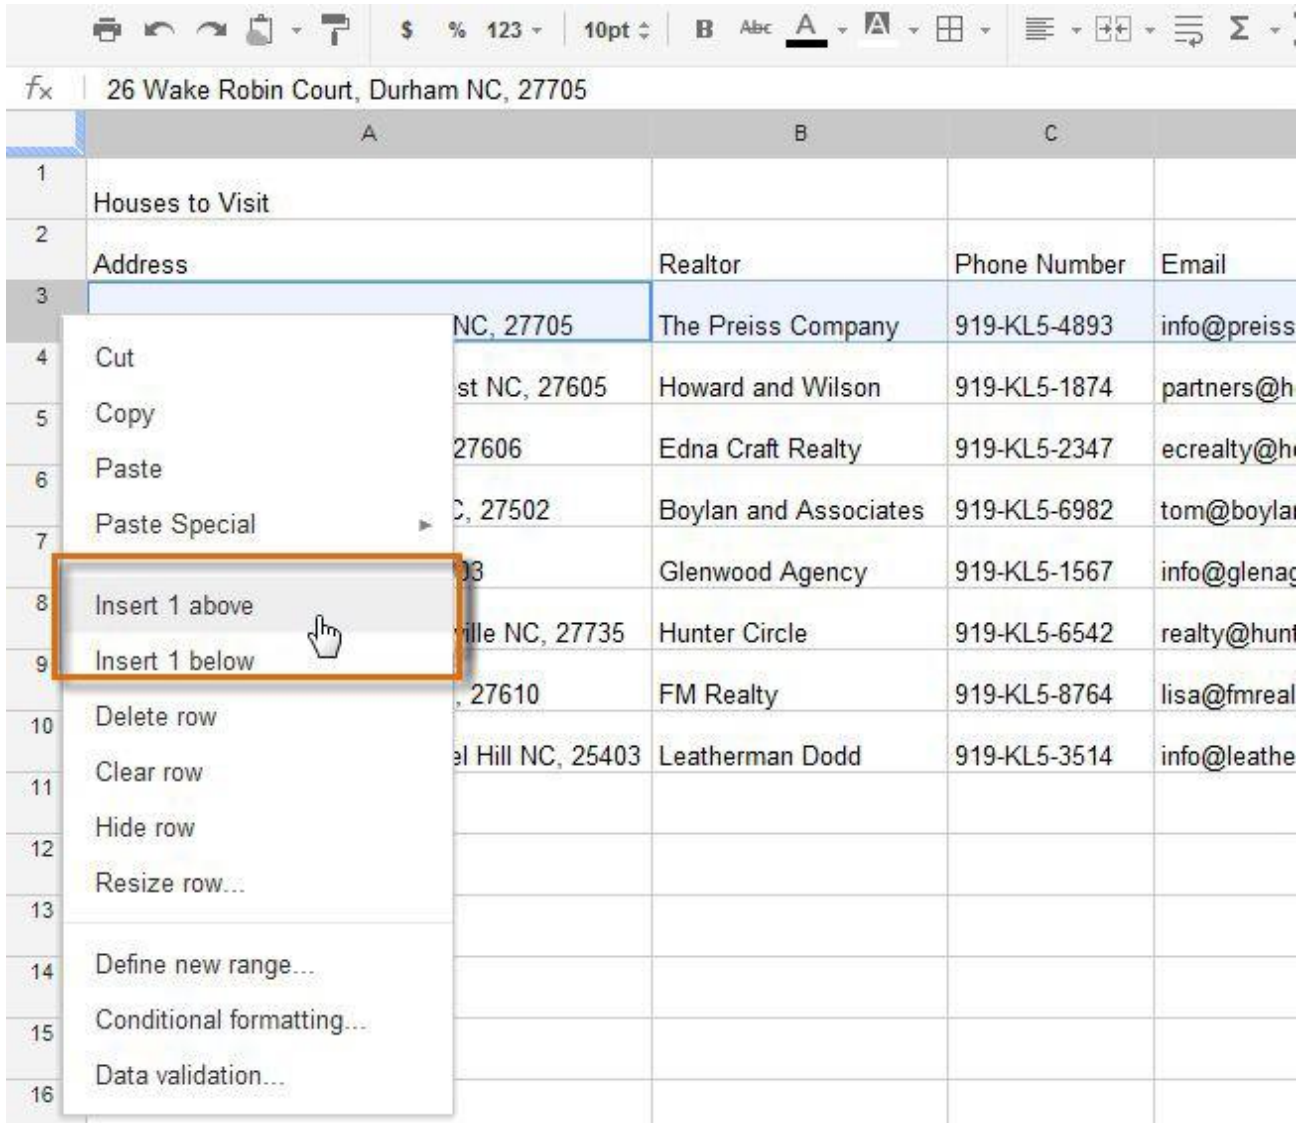 $ % 123 10pt B Abc A A Σ
fx 26 Wake Robin Court, Durham NC, 27705
A B C
1 Houses to Visit
2 Address Realtor Phone Number Email
3 NC, 27705 The Preiss Company 919-KL5-4893 info@preiss
Cut
4 st NC, 27605 Howard and Wilson 919-KL5-1874 partners@h
Copy
5 27606 Edna Craft Realty 919-KL5-2347 ecrealty@h
Paste
6 C, 27502 Boylan and Associates 919-KL5-6982 tom@boyla
Paste Special
7 03 Glenwood Agency 919-KL5-1567 info@glenag
Insert 1 above
8 ville NC, 27735 Hunter Circle 919-KL5-6542 realty@hunt
Insert 1 below
9 , 27610 FM Realty 919-KL5-8764 lisa@fmreal
Delete row
10 el Hill NC, 25403 Leatherman Dodd 919-KL5-3514 info@leathe
Clear row
11
Hide row
12
Resize row...
13
Define new range...
14
Conditional formatting...
15
Data validation...
16